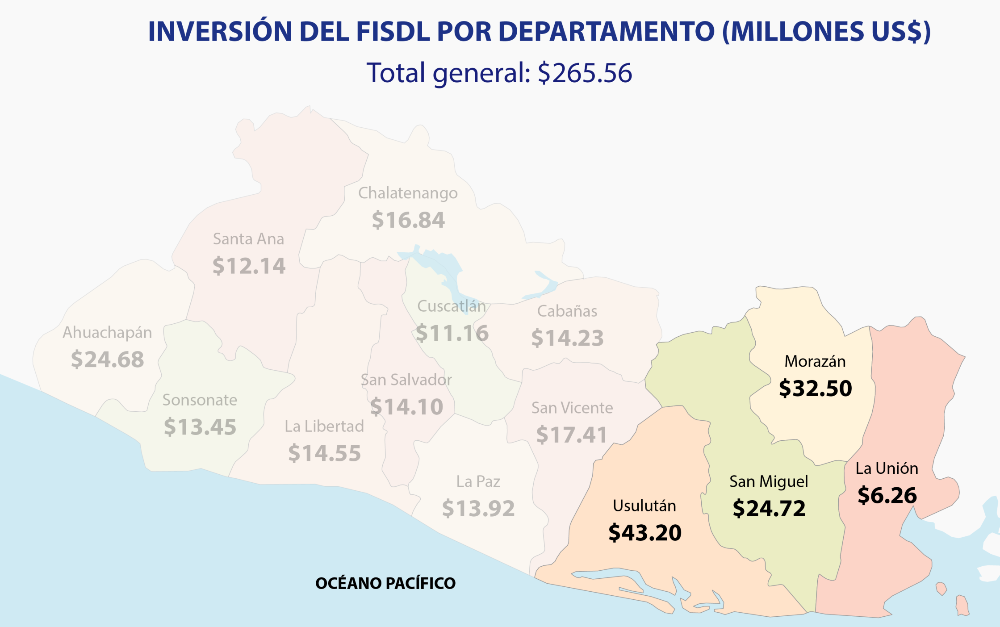 INVERSIÓN DEL FISDL POR DEPARTAMENTO (MILLONES US$)
Total general: $265.56
Chalatenango
$16.84
Santa Ana
$12.14
Ahuachapán
$24.68
Sonsonate
$13.45
La Libertad
$14.55
San Salvador
$14.10
Cuscatlán
$11.16
Cabañas
$14.23
San Vicente
$17.41
La Paz
$13.92
Usulután
$43.20
San Miguel
$24.72
Morazán
$32.50
La Unión
$6.26
OCÉANO PACÍFICO